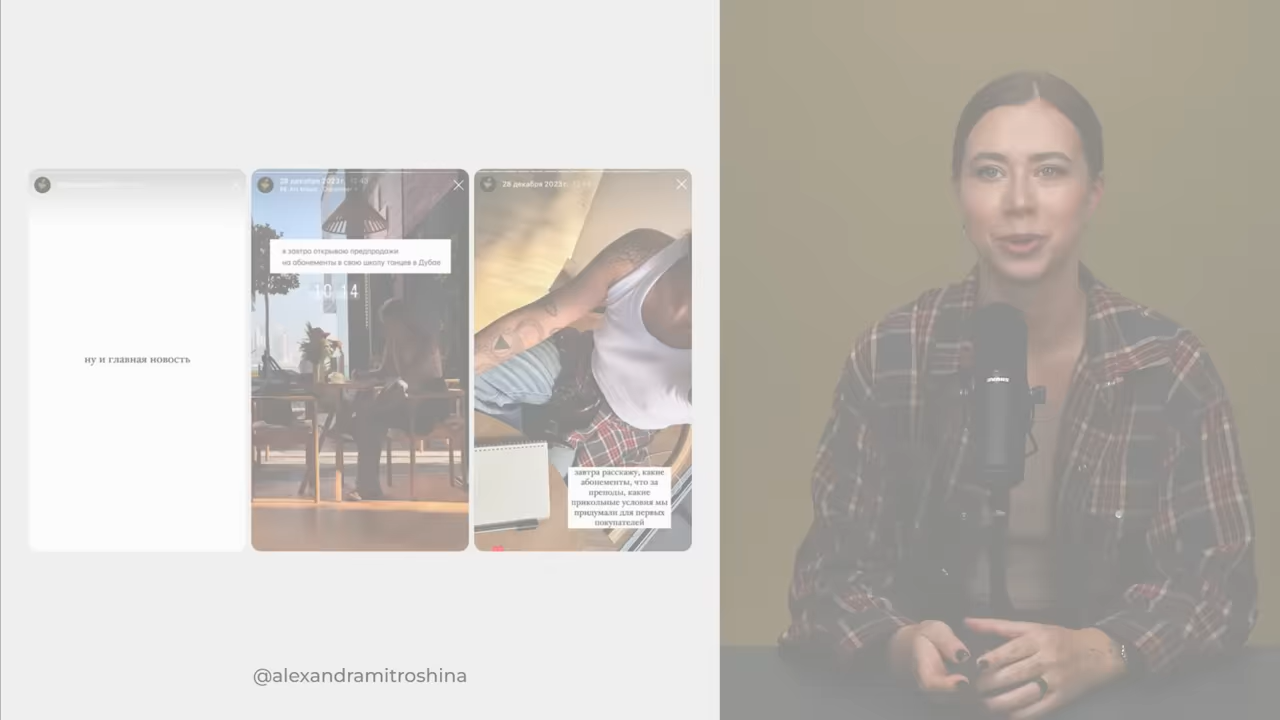 ну и главная новость
28 декабря 2023 г.
я завтра открываю предпродажи
на абонементы в свою школу танцев в Дубае
10 14
28 декабря 2023 г.
завтра расскажу, какие
абонементы, что за
преподы, какие
прикольные условия мы
придумали для первых
покупателей
@alexandramitroshina